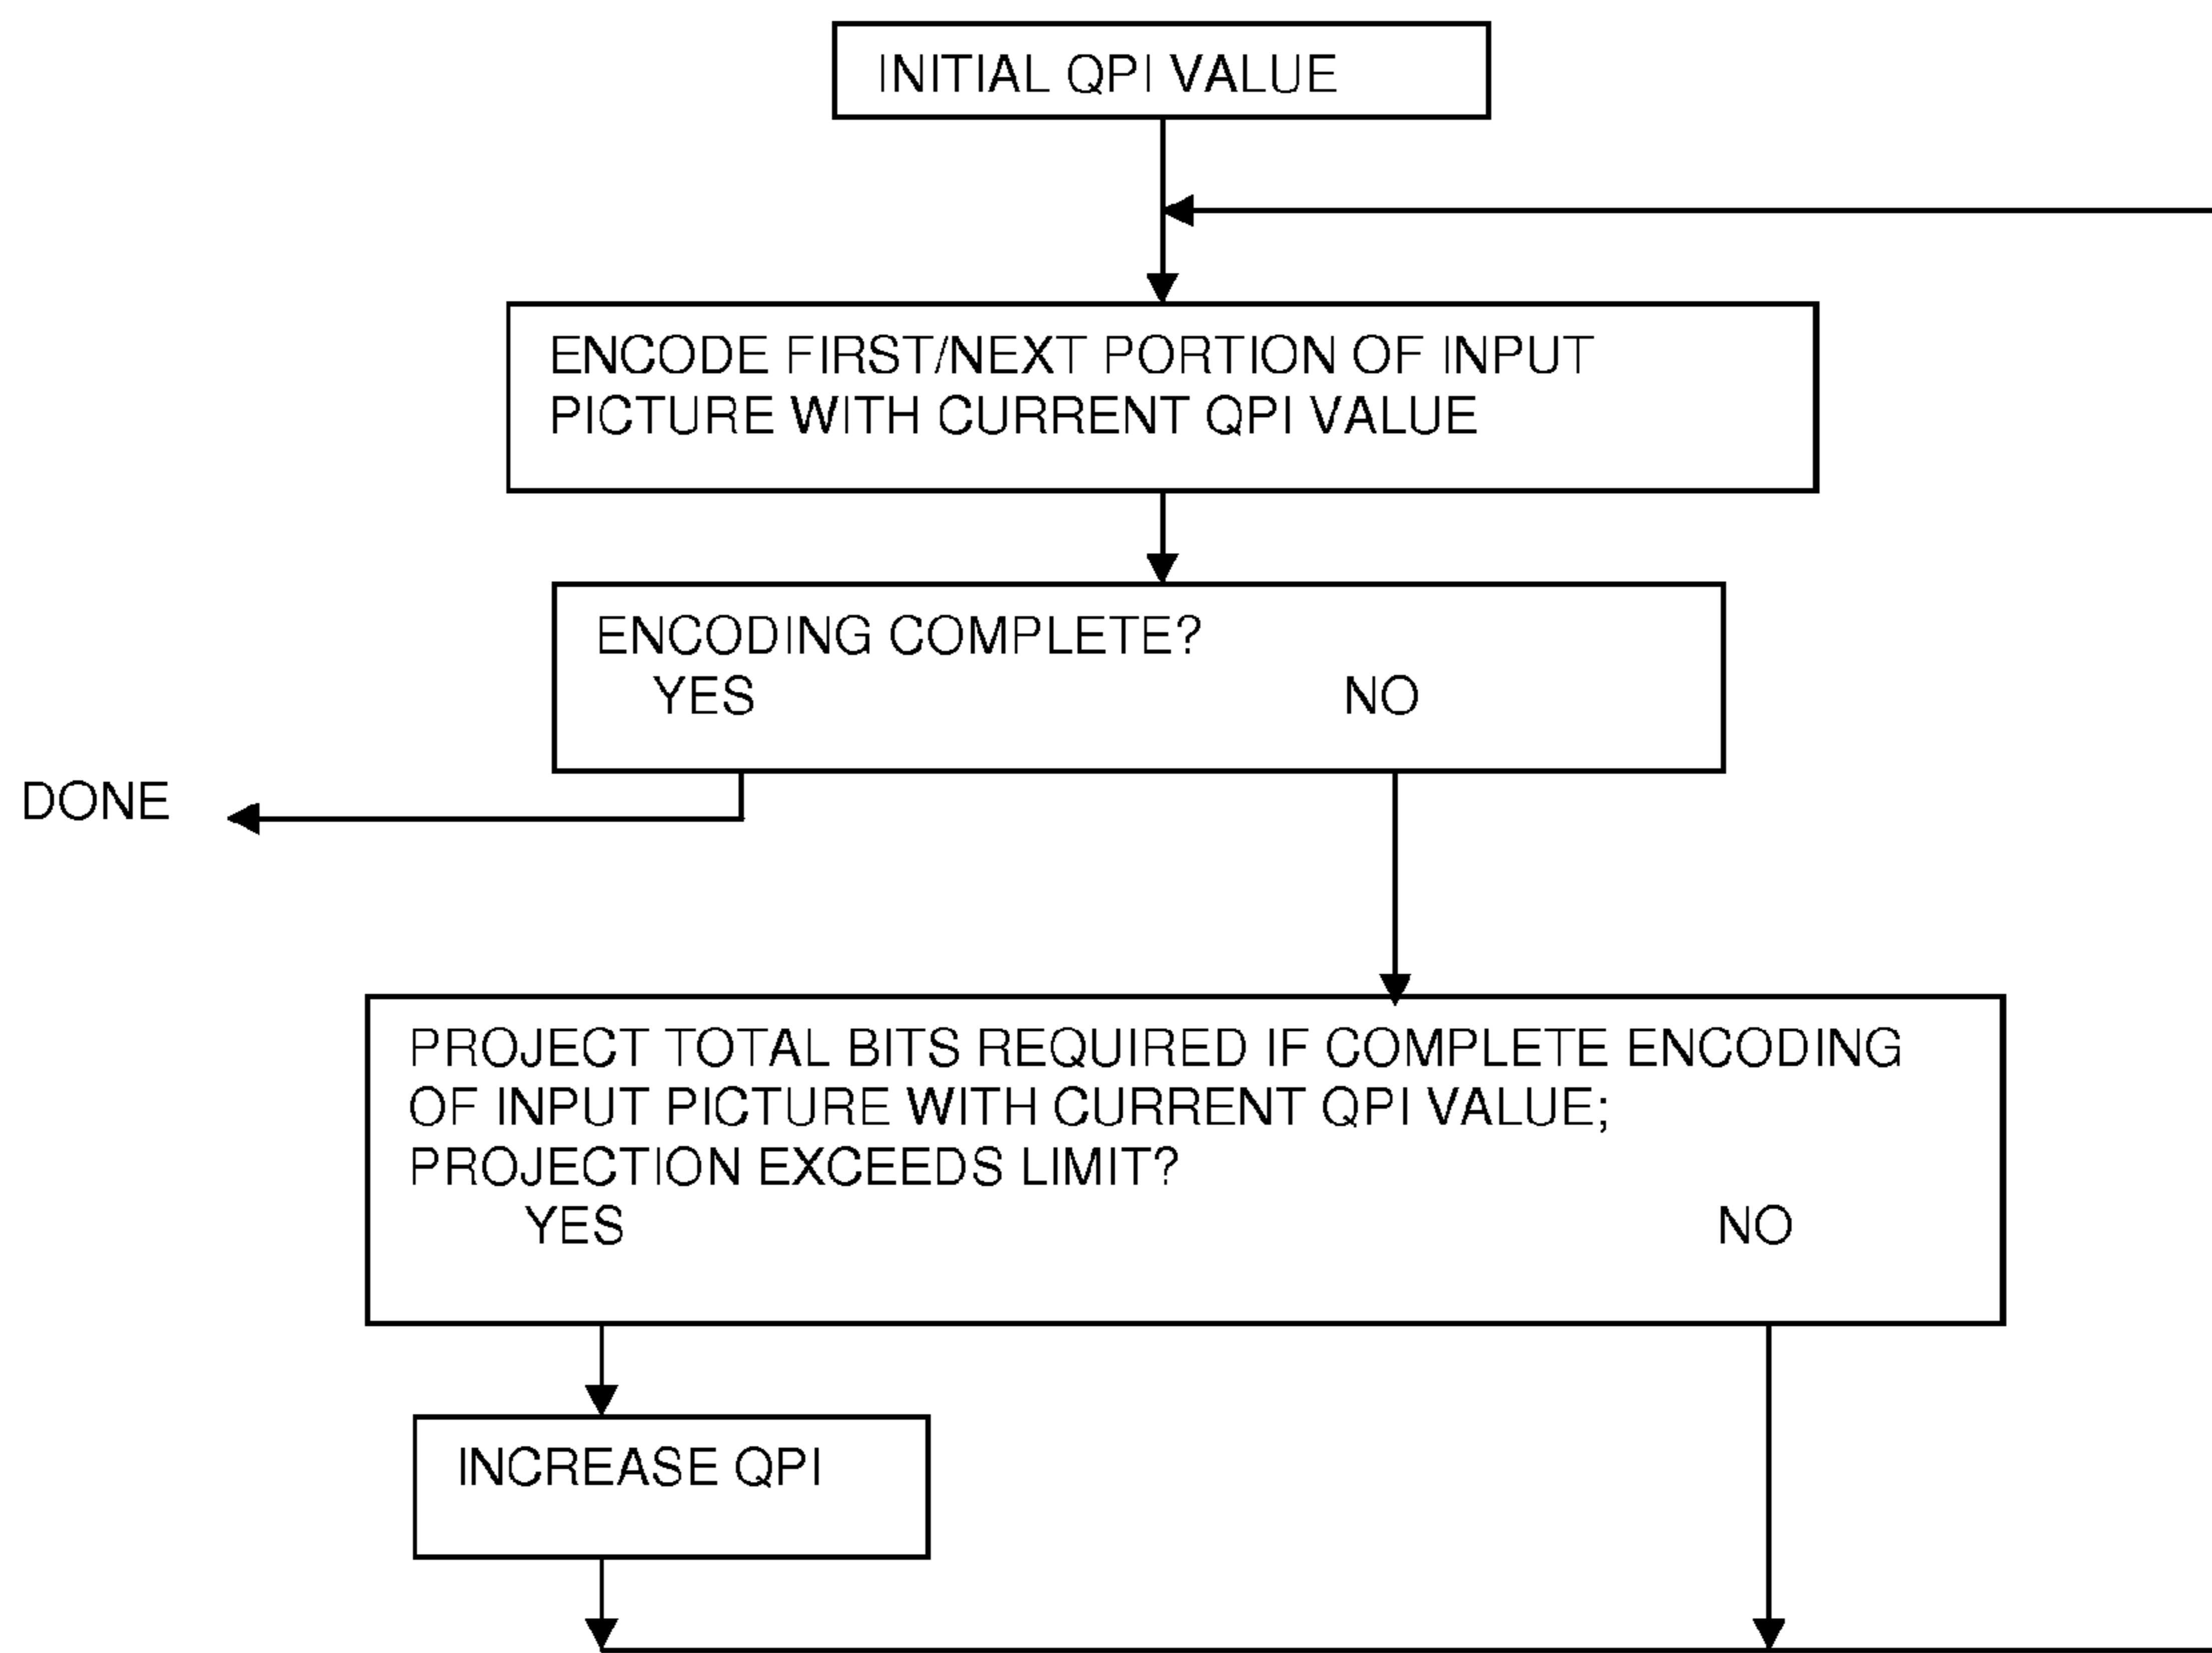 INITIAL QPI VALUE
ENCODE FIRST/NEXT PORTION OF INPUT
PICTURE WITH CURRENT QPI VALUE
ENCODING COMPLETE?
YES NO
DONE
PROJECT TOTAL BITS REQUIRED IF COMPLETE ENCODING
OF INPUT PICTURE WITH CURRENT QPI VALUE;
PROJECTION EXCEEDS LIMIT?
YES NO
INCREASE QPI